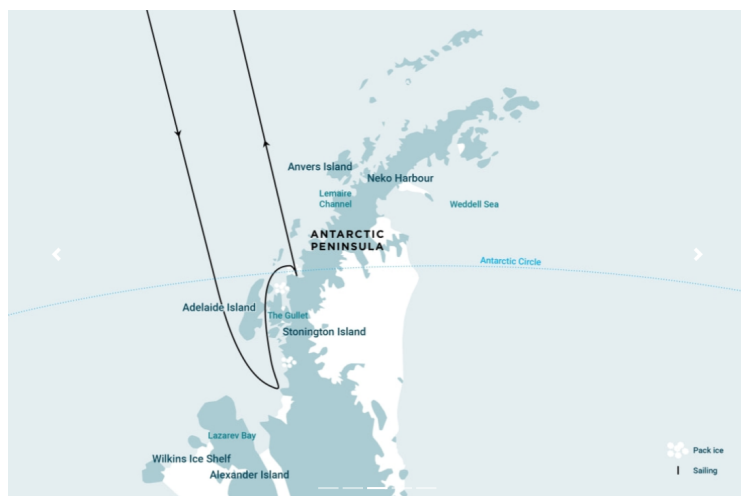 Anvers Island
Neko Harbour
Lemaire
Channel
Weddell Sea
ANTARCTIC
PENINSULA
Antarctic Circle
Adelaide Island
The Gullet
Stonington Island
Lazarev Bay
Wilkins Ice Shelf
Alexander Island
Pack ice
Sailing